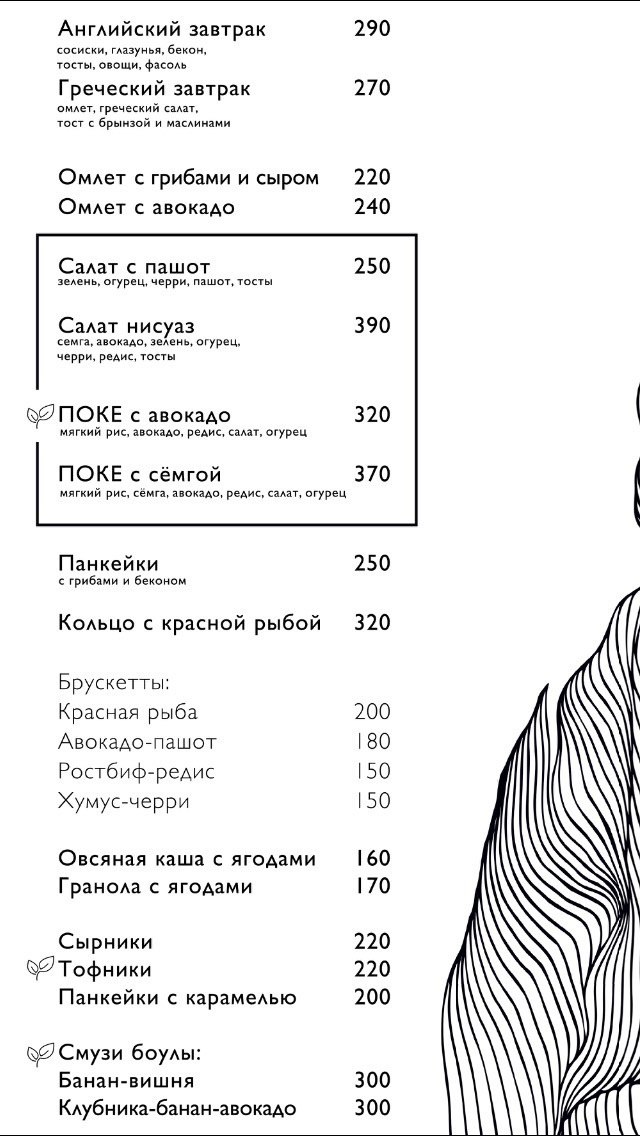 Английский завтрак 290
сосиски, глазунья, бекон,
тосты, овощи, фасоль
Греческий завтрак 270
омлет, греческий салат,
тост с брынзой и маслинами
Омлет с грибами и сыром 220
Омлет с авокадо 240
Салат с пашот 250
зелень, огурец, черри, пашот, тосты
Салат нисуаз 390
семга, авокадо, зелень, огурец,
черри, редис, тосты
ПОКЕ с авокадо 320
мягкий рис, авокадо, редис, салат, огурец
ПОКЕ с сёмгой 370
мягкий рис, сёмга, авокадо, редис, салат, огурец
Панкейки 250
с грибами и беконом
Кольцо с красной рыбой 320
Брускетты:
Красная рыба 200
Авокадо-пашот 180
Ростбиф-редис 150
Хумус-черри 150
Овсяная каша с ягодами 160
Гранола с ягодами 170
Сырники 220
Тофники 220
Панкейки с карамелью 200
Смузи боулы:
Банан-вишня 300
Клубника-банан-авокадо 300